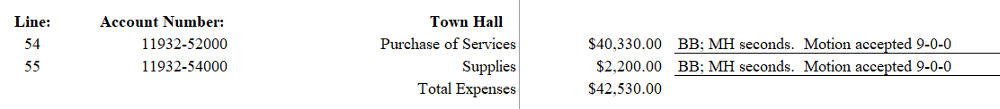 Line: Account Number: Town Hall
54 11932-52000 Purchase of Services $40,330.00 BB; MH seconds. Motion accepted 9-0-0
55 11932-54000 Supplies $2,200.00 BB; MH seconds. Motion accepted 9-0-0
Total Expenses $42,530.00